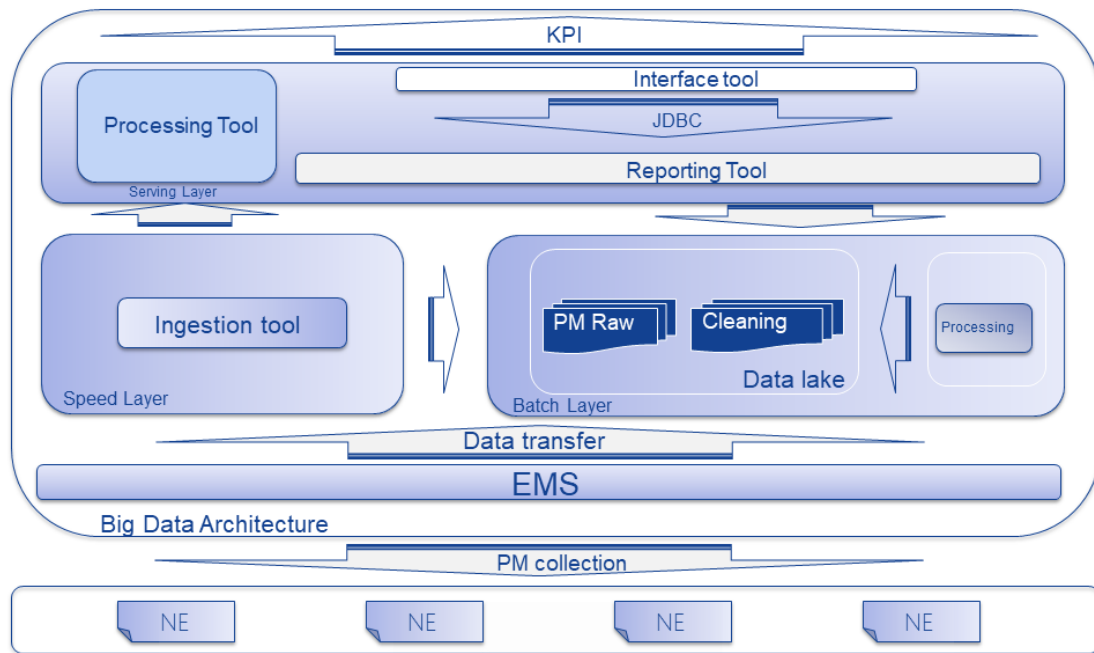 KPI
Interface tool
Processing Tool
JDBC
Reporting Tool
Serving Layer
Ingestion tool
Speed Layer
PM Raw
Cleaning
Processing
Data lake
Batch Layer
Data transfer
EMS
Big Data Architecture
PM collection
NE
NE
NE
NE